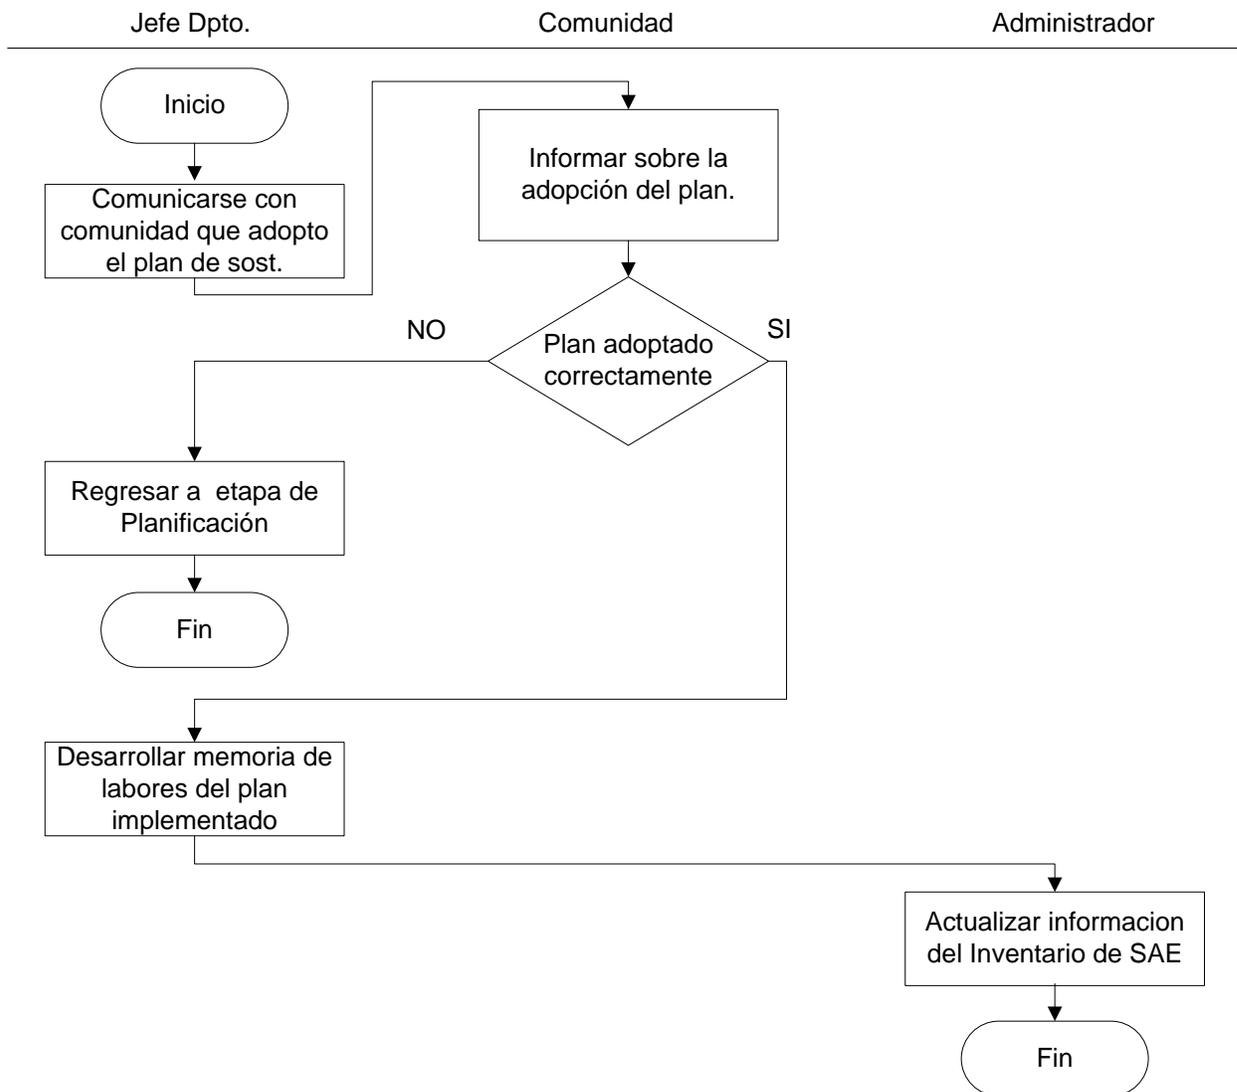 Jefe Dpto.
Comunidad
Administrador
Inicio
Comunicarse con
comunidad que adopto
el plan de sost.
Informar sobre la
adopción del plan.
Plan adoptado
correctamente
NO
SI
Regresar a  etapa de
Planificación
Fin
Desarrollar memoria de
labores del plan
implementado
Actualizar informacion
del Inventario de SAE
Fin